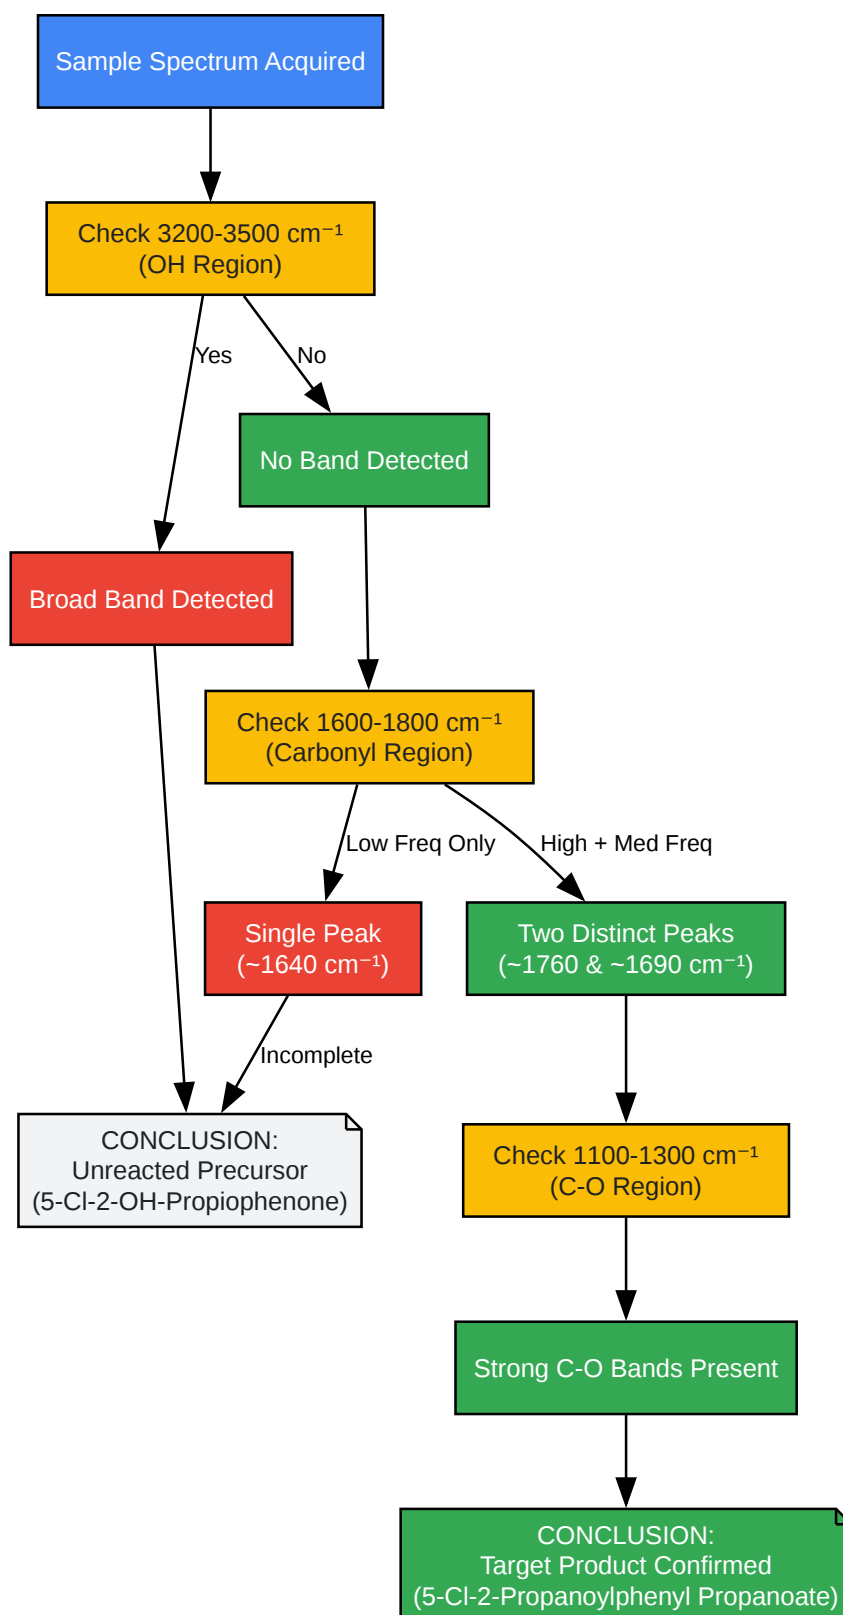 Sample Spectrum Acquired
Check 3200-3500 cm⁻¹
(OH Region)
Yes
No
No Band Detected
Broad Band Detected
Check 1600-1800 cm⁻¹
(Carbonyl Region)
Low Freq Only
High + Med Freq
Single Peak
(~1640 cm⁻¹)
Two Distinct Peaks
(~1760 & ~1690 cm⁻¹)
Incomplete
CONCLUSION:
Unreacted Precursor
(5-Cl-2-OH-Propiophenone)
Check 1100-1300 cm⁻¹
(C-O Region)
Strong C-O Bands Present
CONCLUSION:
Target Product Confirmed
(5-Cl-2-Propanoylphenyl Propanoate)